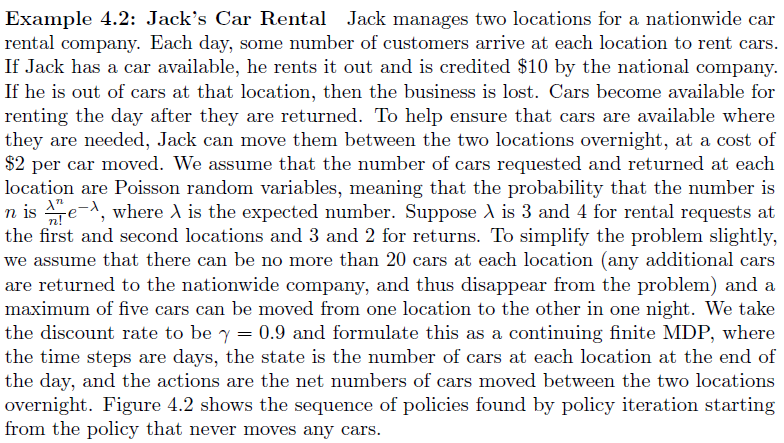 Example 4.2: Jack's Car Rental Jack manages two locations for a nationwide car
rental company. Each day, some number of customers arrive at each location to rent cars.
If Jack has a car available, he rents it out and is credited $10 by the national company.
If he is out of cars at that location, then the business is lost. Cars become available for
renting the day after they are returned. To help ensure that cars are available where
they are needed, Jack can move them between the two locations overnight, at a cost of
$2 per car moved. We assume that the number of cars requested and returned at each
location are Poisson random variables, meaning that the probability that the number is
n is λⁿ/n! e^−λ, where λ is the expected number. Suppose λ is 3 and 4 for rental requests at
the first and second locations and 3 and 2 for returns. To simplify the problem slightly,
we assume that there can be no more than 20 cars at each location (any additional cars
are returned to the nationwide company, and thus disappear from the problem) and a
maximum of five cars can be moved from one location to the other in one night. We take
the discount rate to be γ = 0.9 and formulate this as a continuing finite MDP, where
the time steps are days, the state is the number of cars at each location at the end of
the day, and the actions are the net numbers of cars moved between the two locations
overnight. Figure 4.2 shows the sequence of policies found by policy iteration starting
from the policy that never moves any cars.